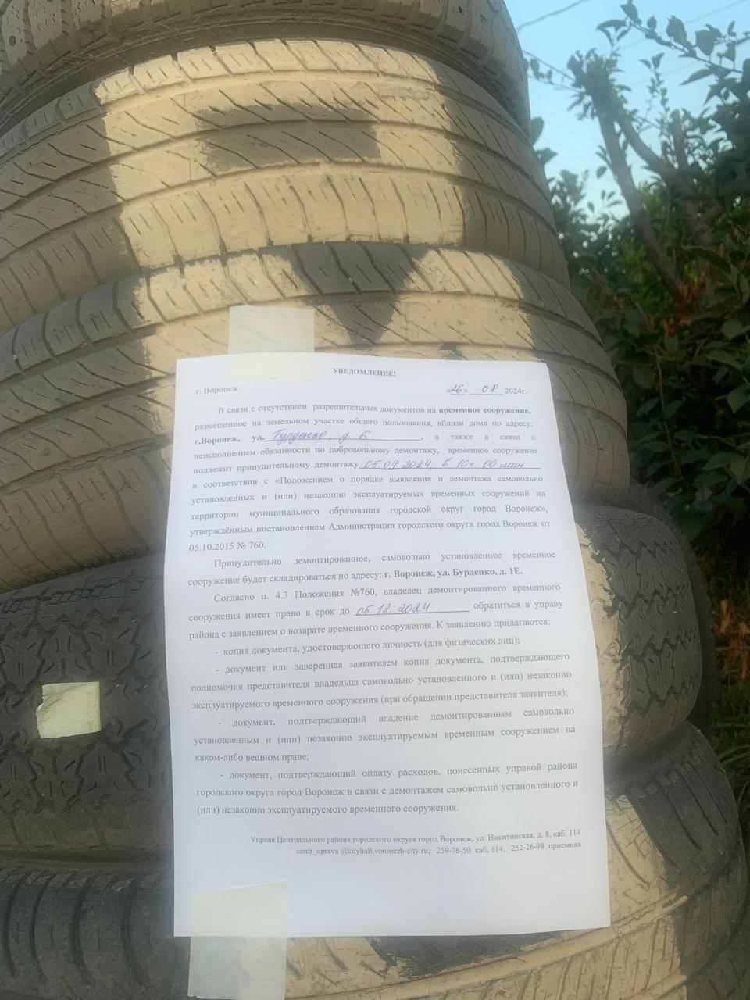 УВЕДОМЛЕНИЕ!
г. Воронеж «26» 08 2024г.
В связи с отсутствием разрешительных документов на временное сооружение,
размещенное на земельном участке общего пользования, вблизи дома по адресу:
г.Воронеж, ул. Бурденко, д 6, а также в связи с
неисполнением обязанности по добровольному демонтажу, временное сооружение
подлежит принудительному демонтажу 05.09.2024, в 10ч 00 мин
в соответствии с «Положением о порядке выявления и демонтажа самовольно
установленных и (или) незаконно эксплуатируемых временных сооружений на
территории муниципального образования городской округ город Воронеж»,
утверждённым постановлением Администрации городского округа город Воронеж от
05.10.2015 № 760.
Принудительно демонтированное, самовольно установленное временное
сооружение будет складироваться по адресу: г. Воронеж, ул. Бурденко, д. 1Е.
Согласно п. 4.3 Положения №760, владелец демонтированного временного
сооружения имеет право в срок до 05.12.2024 обратиться в управу
района с заявлением о возврате временного сооружения. К заявлению прилагаются:
- копия документа, удостоверяющего личность (для физических лиц);
- документ или заверенная заявителем копия документа, подтверждающего
полномочия представителя владельца самовольно установленного и (или) незаконно
эксплуатируемого временного сооружения (при обращении представителя заявителя);
- документ, подтверждающий владение демонтированным самовольно
установленным и (или) незаконно эксплуатируемым временным сооружением на
каком-либо вещном праве;
- документ, подтверждающий оплату расходов, понесенных управой района
городского округа город Воронеж в связи с демонтажем самовольно установленного и
(или) незаконно эксплуатируемого временного сооружения.
Управа Центрального района городского округа город Воронеж, ул. Никитинская, д. 8, каб. 114
centr_uprava @cityhall.voronezh-city.ru; 259-76-50 каб. 114; 252-26-98 приемная